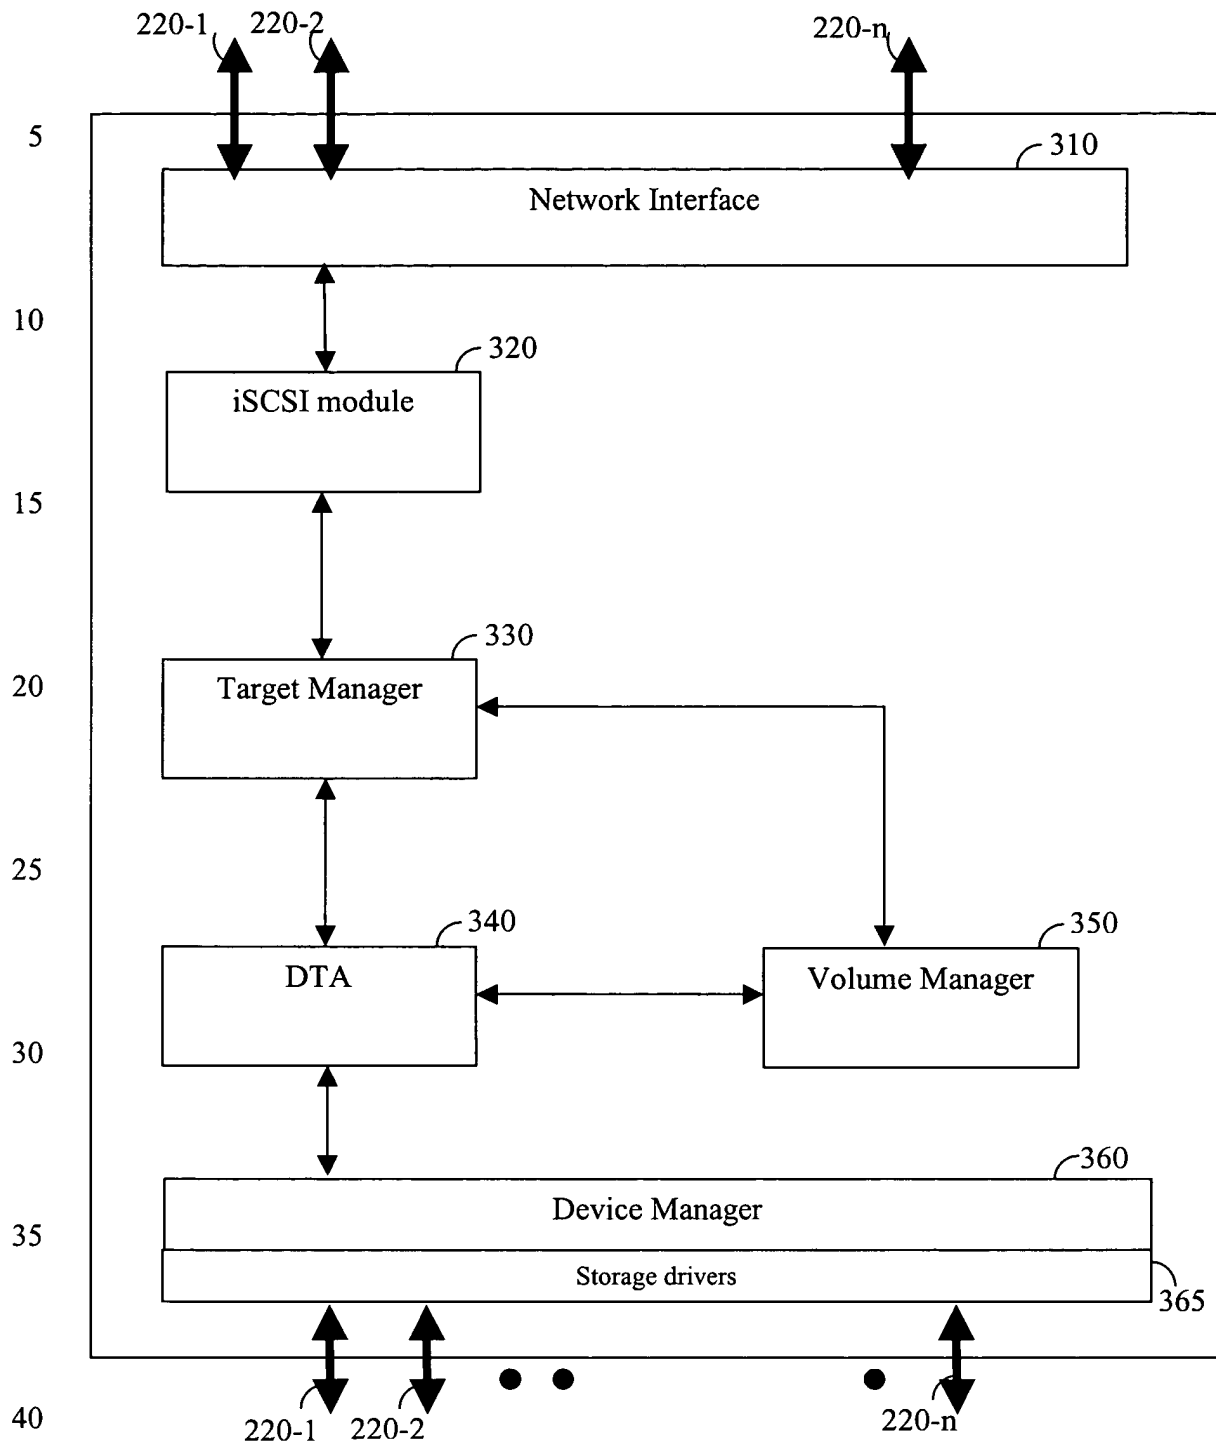 220-1 220-2 220-n
5
310
Network Interface
10
320
iSCSI module
15
330
20
Target Manager
25
340
350
DTA
Volume Manager
30
360
Device Manager
35
Storage drivers
365
220-1 220-2 220-n
40